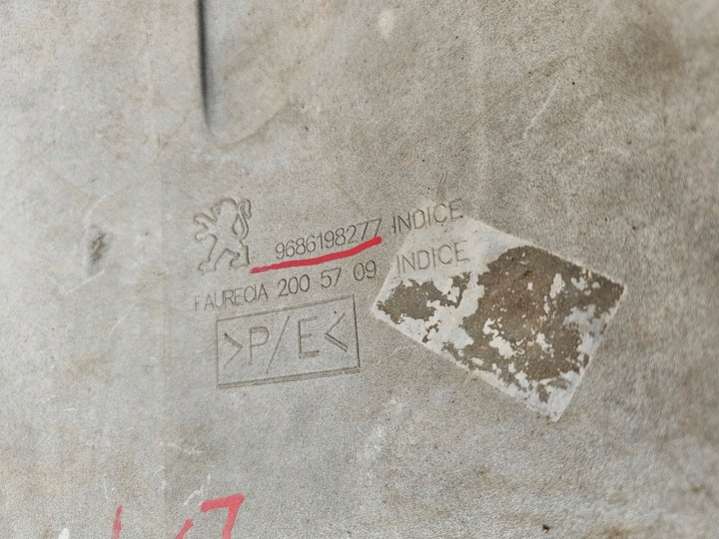 9686198277 INDICE
FAURECIA 200 57 09 INDICE
>P/E<